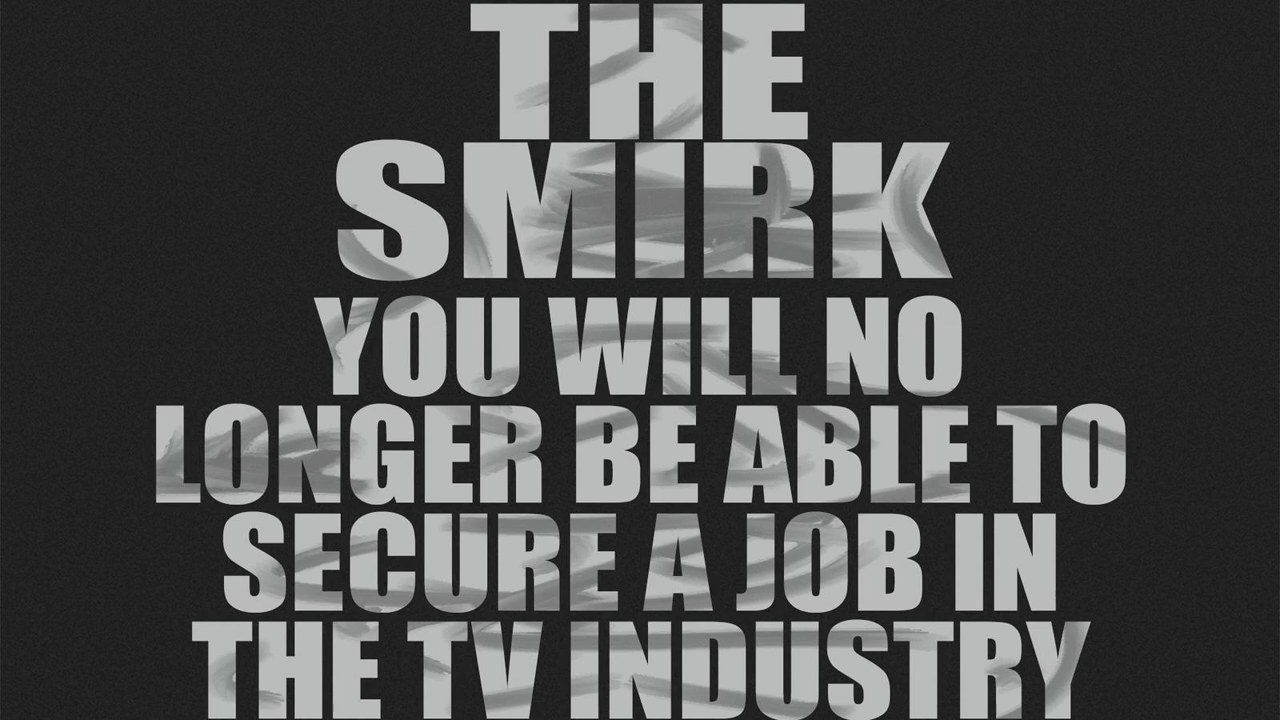 THE
SMIRK
YOU WILL NO
LONGER BE ABLE TO
SECURE A JOB IN
THE TV INDUSTRY